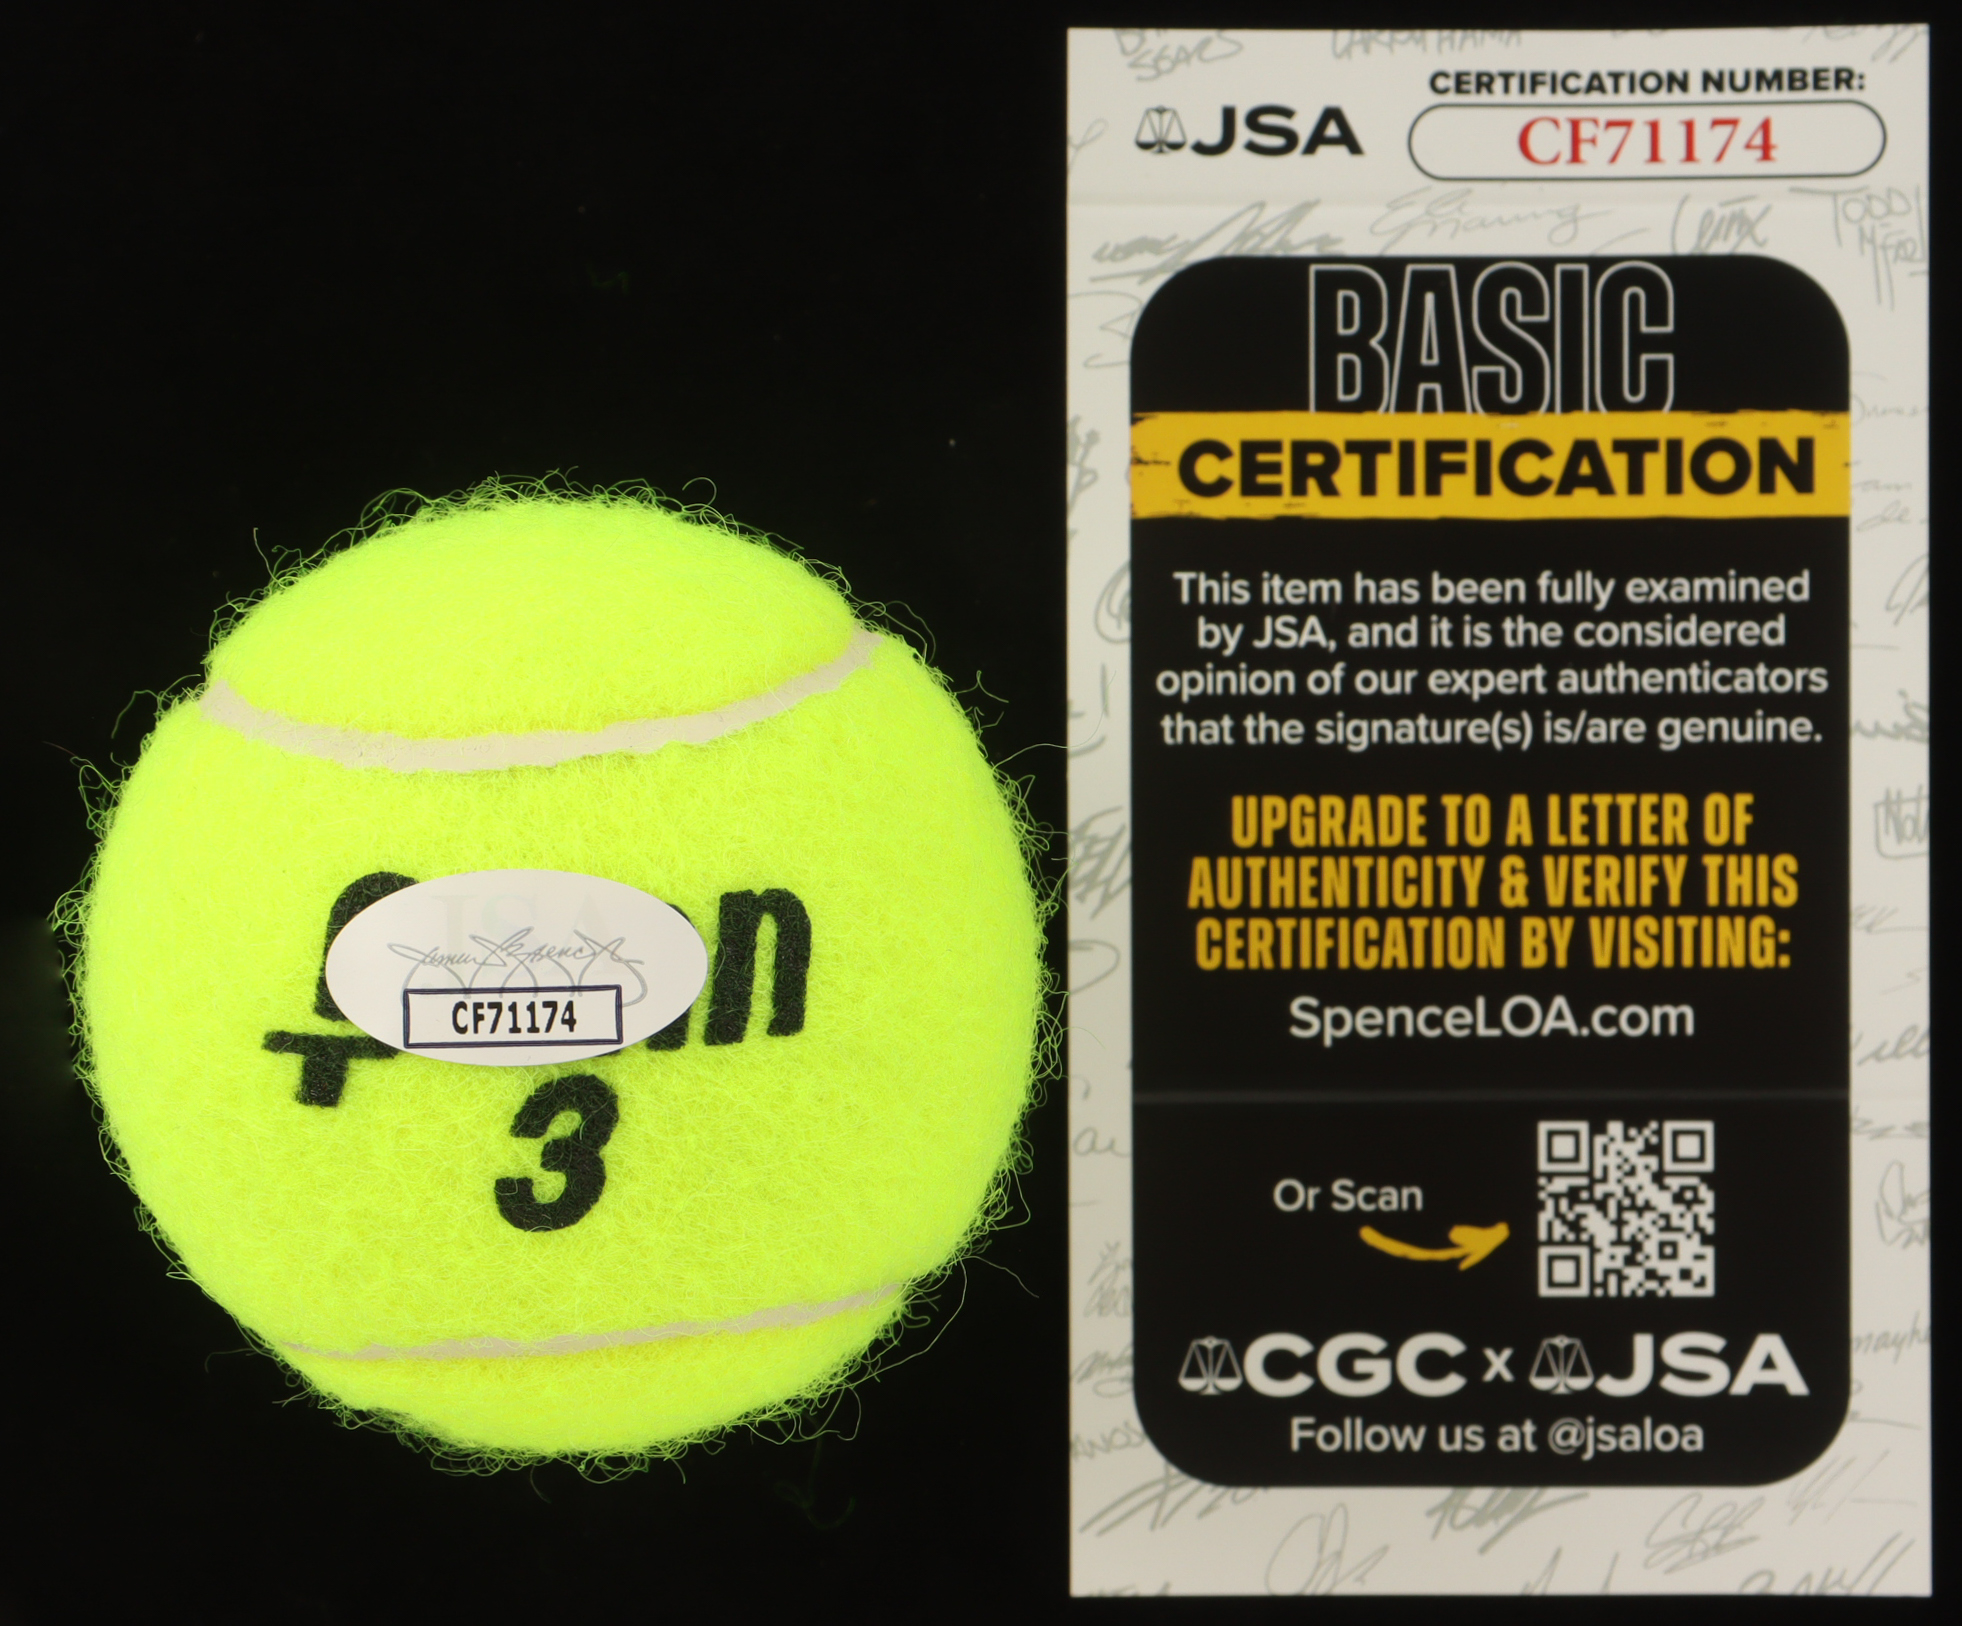 CERTIFICATION NUMBER:
JSA
CF71174
BASIC
CERTIFICATION
This item has been fully examined
by JSA, and it is the considered
opinion of our expert authenticators
that the signature(s) is/are genuine.
UPGRADE TO A LETTER OF
AUTHENTICITY & VERIFY THIS
CERTIFICATION BY VISITING:
SpenceLOA.com
Or Scan
CGC x JSA
Follow us at @jsaloa
JSA
CF71174
3